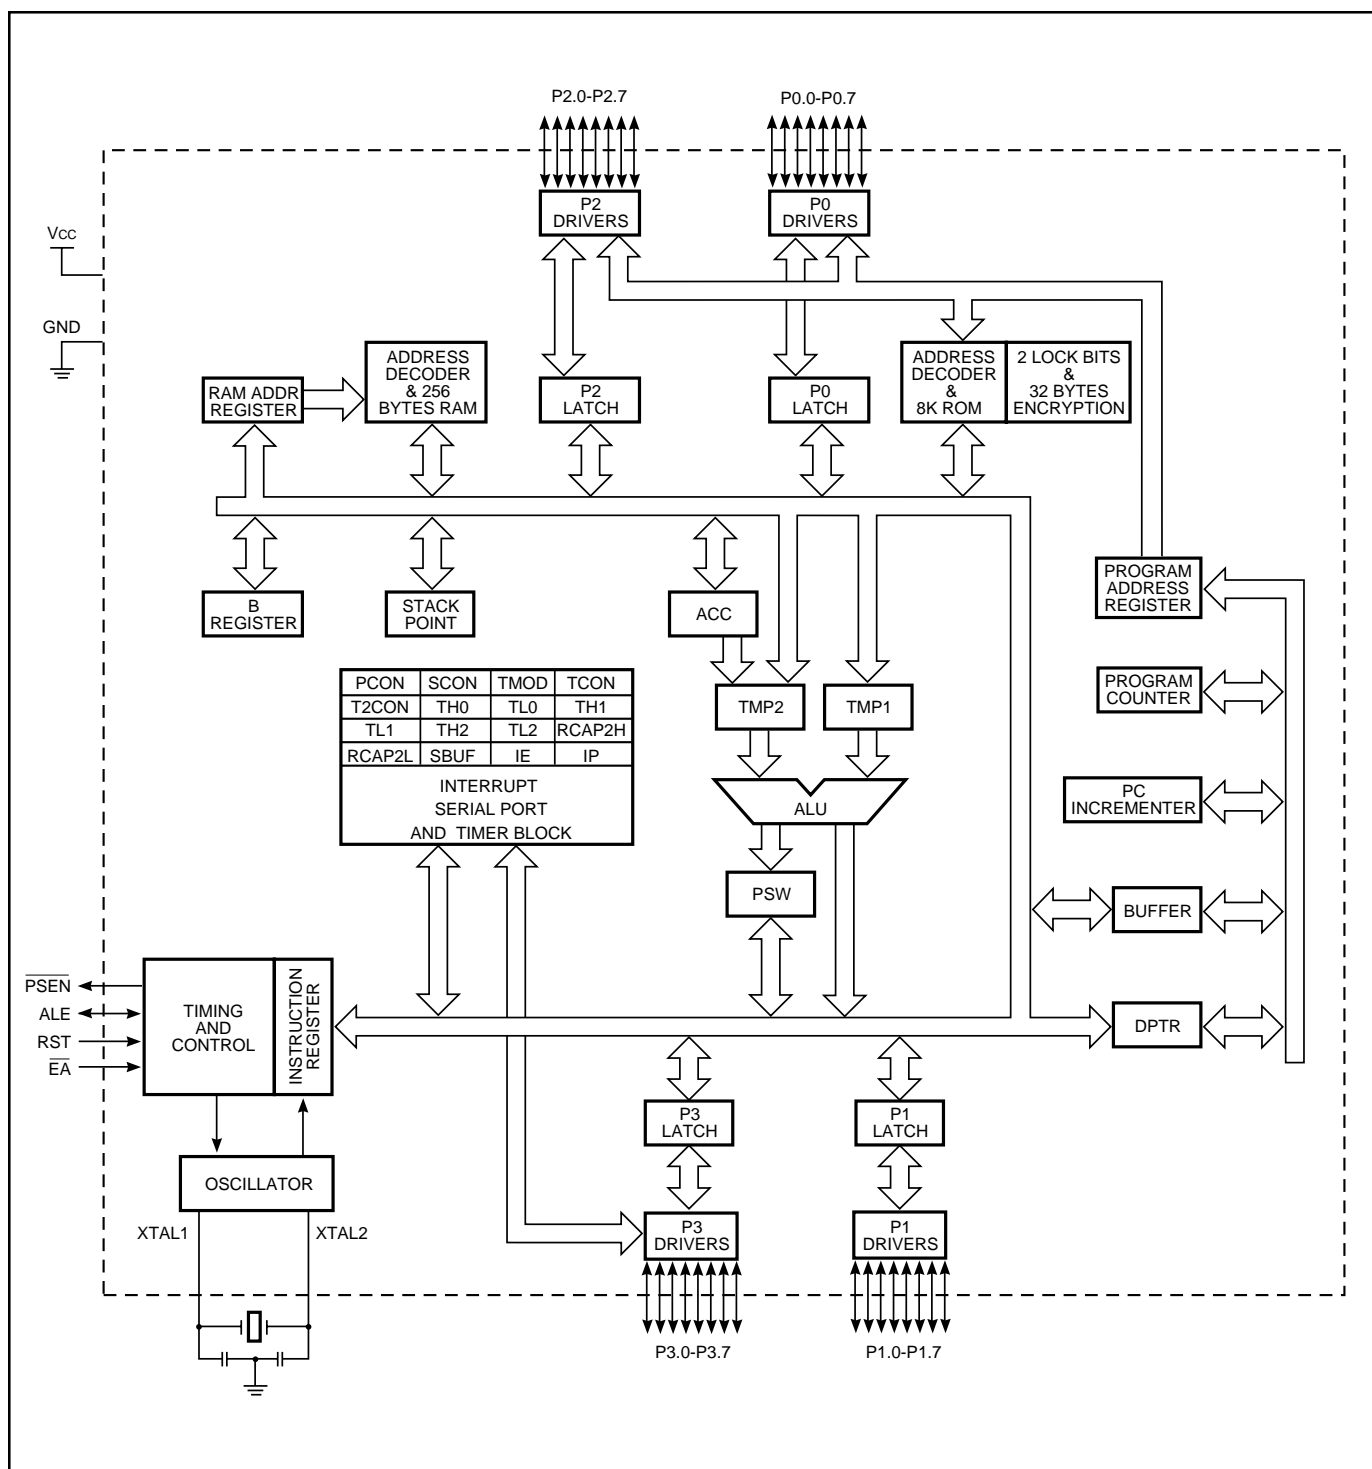 P2.0-P2.7
P0.0-P0.7
P2
DRIVERS
P0
DRIVERS
VCC
GND
RAM ADDR
REGISTER
ADDRESS
DECODER
& 256
BYTES RAM
P2
LATCH
P0
LATCH
ADDRESS
DECODER
&
8K ROM
2 LOCK BITS
&
32 BYTES
ENCRYPTION
B
REGISTER
STACK
POINT
ACC
PROGRAM
ADDRESS
REGISTER
PCON SCON TMOD TCON
T2CON TH0 TL0 TH1
TL1 TH2 TL2 RCAP2H
RCAP2L SBUF IE IP
INTERRUPT
SERIAL PORT
AND TIMER BLOCK
TMP2
TMP1
PROGRAM
COUNTER
ALU
PC
INCREMENTER
PSW
BUFFER
PSEN
ALE
RST
EA
TIMING
AND
CONTROL
INSTRUCTION
REGISTER
DPTR
P3
LATCH
P1
LATCH
OSCILLATOR
XTAL1
XTAL2
P3
DRIVERS
P1
DRIVERS
P3.0-P3.7
P1.0-P1.7